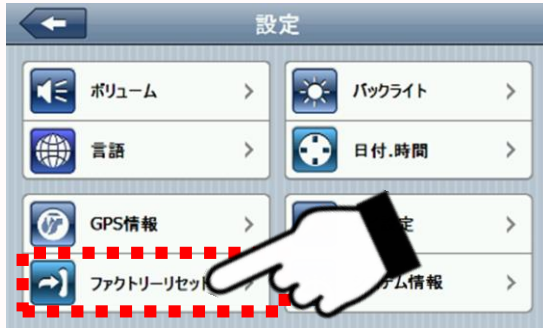 設定
ボリューム
バックライト
言語
日付.時間
GPS情報
定
ファクトリーリセット
テム情報